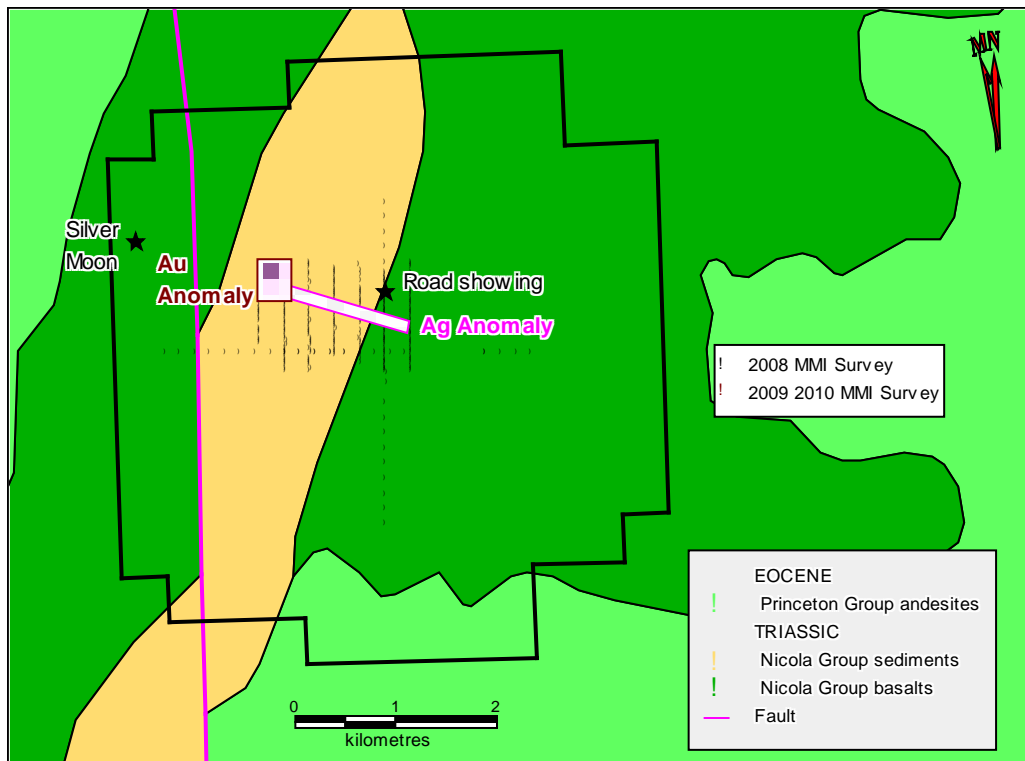 MN
Silver
Moon
Au
Anomaly
Road showing
Ag Anomaly
! 2008 MMI Survey
! 2009 2010 MMI Survey
EOCENE
! Princeton Group andesites
TRIASSIC
! Nicola Group sediments
! Nicola Group basalts
Fault
0 1 2
kilometres